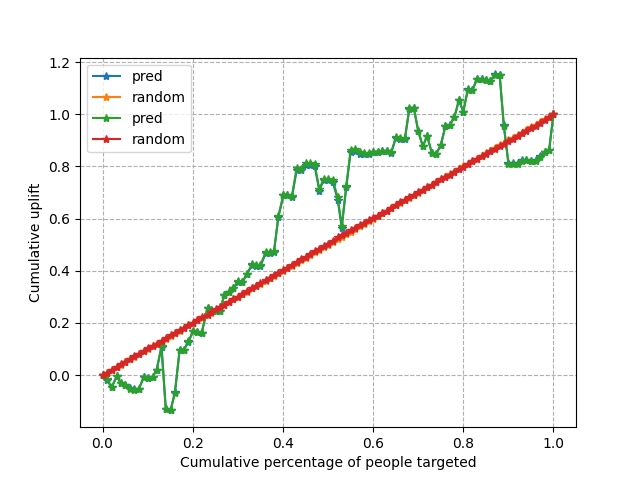 1.2
1.0
0.8
0.6
0.4
0.2
0.0
Cumulative uplift
pred
random
pred
random
0.0 0.2 0.4 0.6 0.8 1.0
Cumulative percentage of people targeted